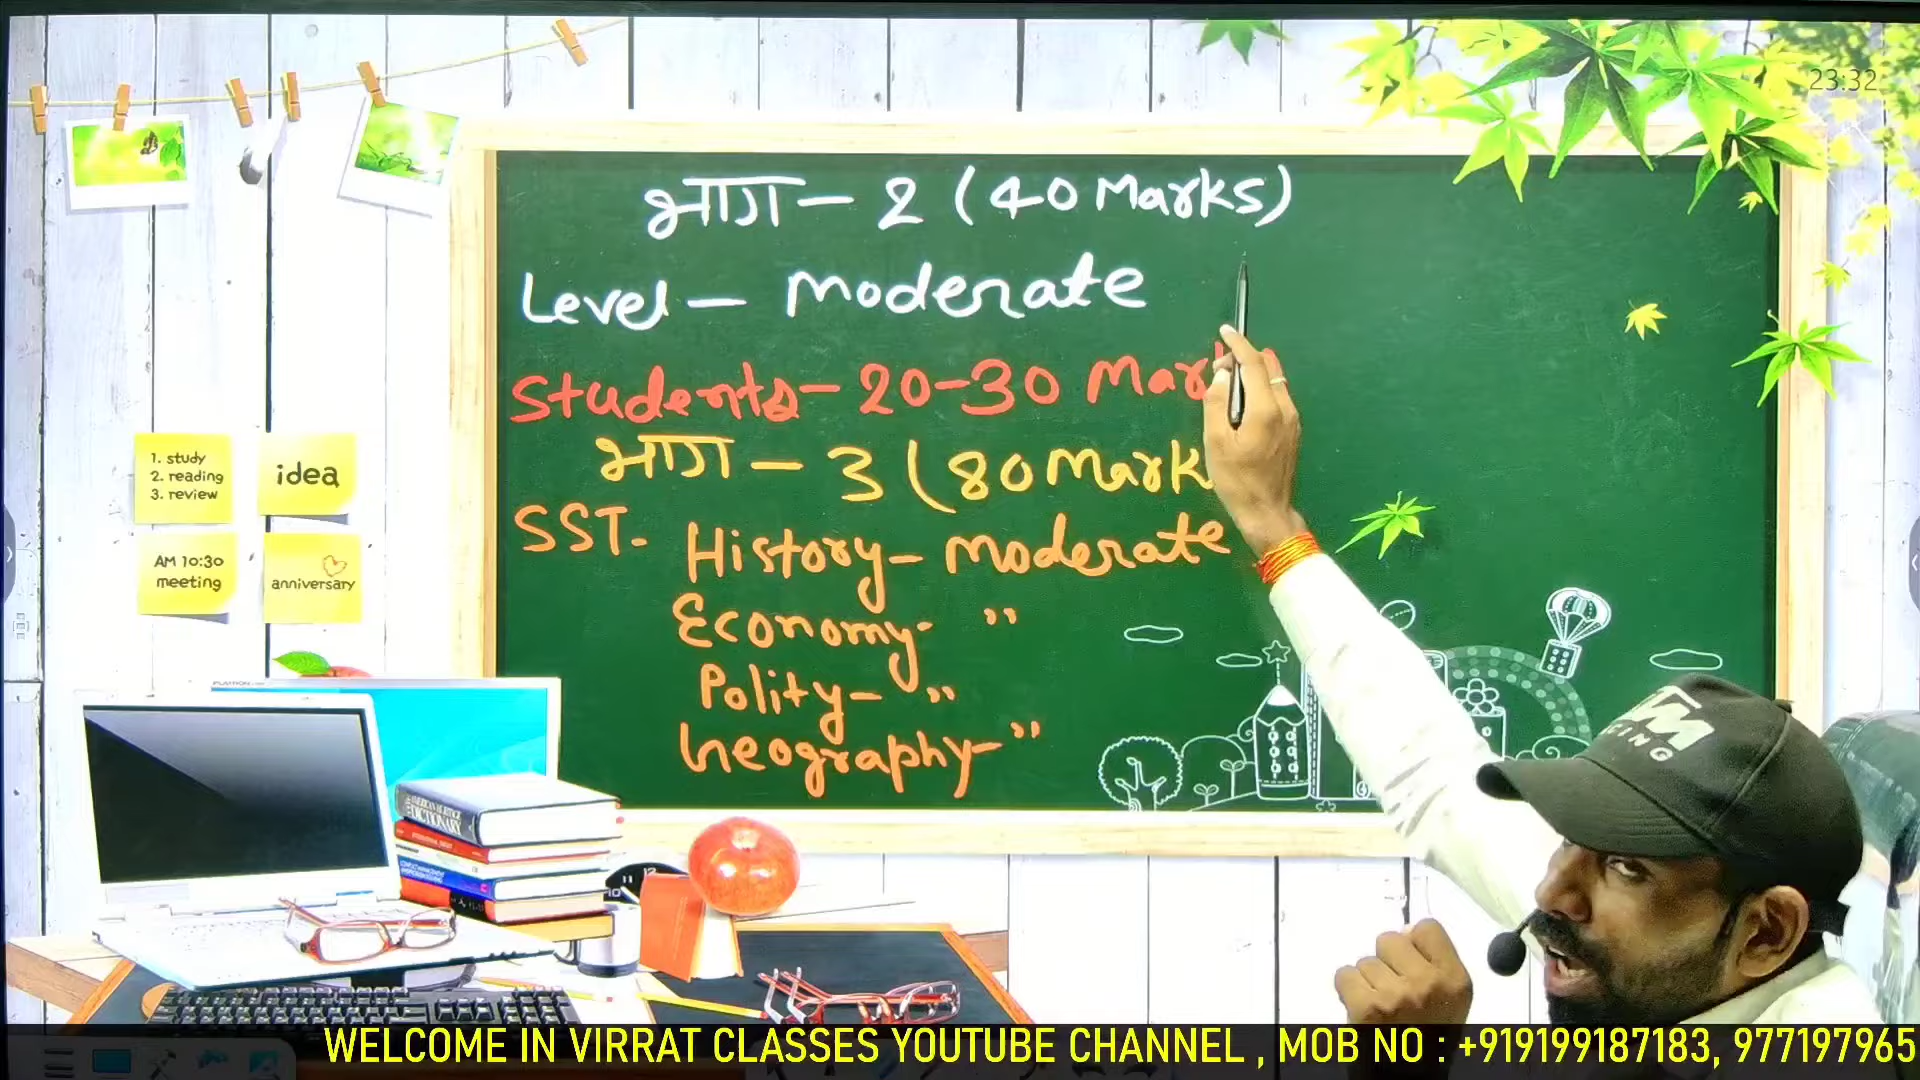 23:32
भाग – 2 (40 Marks)
Level – Moderate
Students – 20-30 Mar
भाग – 3 (80 Mark
SST- History – Moderate
Economy- "
Polity- "
Geography- "
1. study
2. reading
3. review
idea
AM 10:30
meeting
anniversary
DICTIONARY
WELCOME IN VIRRAT CLASSES YOUTUBE CHANNEL , MOB NO : +919199187183, 977197965